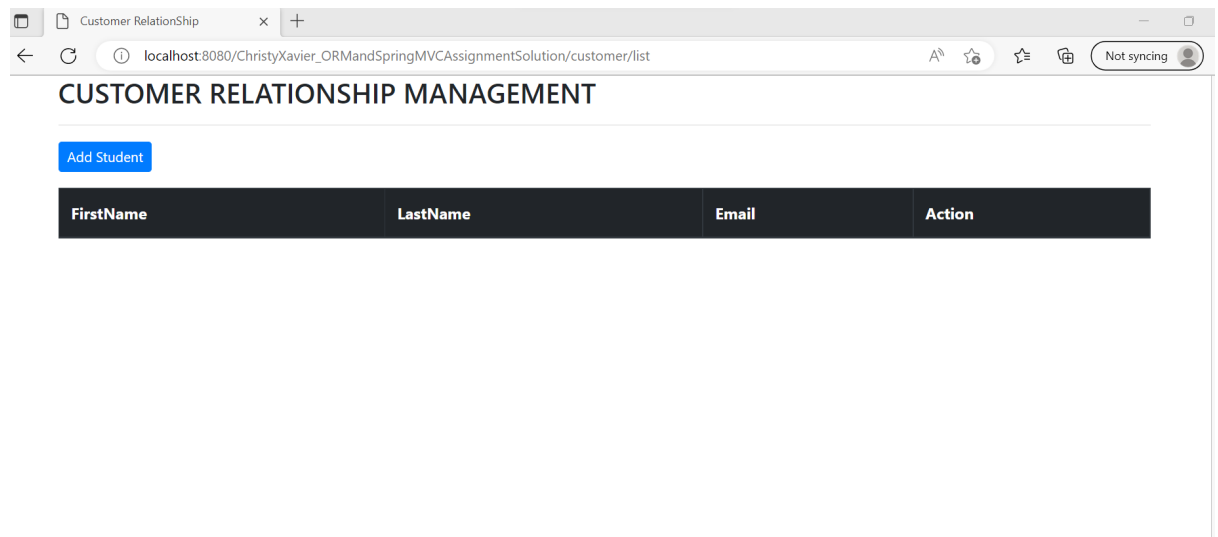 Customer RelationShip
localhost:8080/ChristyXavier_ORMandSpringMVCAssignmentSolution/customer/list
Not syncing
CUSTOMER RELATIONSHIP MANAGEMENT
Add Student
FirstName LastName Email Action